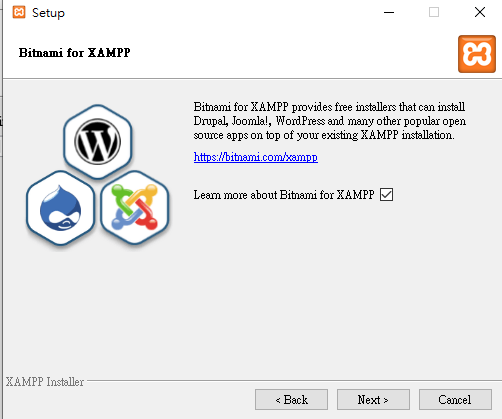 Setup
Bitnami for XAMPP
Bitnami for XAMPP provides free installers that can install
Drupal, Joomla!, WordPress and many other popular open
source apps on top of your existing XAMPP installation.
https://bitnami.com/xampp
Learn more about Bitnami for XAMPP
XAMPP Installer
< Back
Next >
Cancel